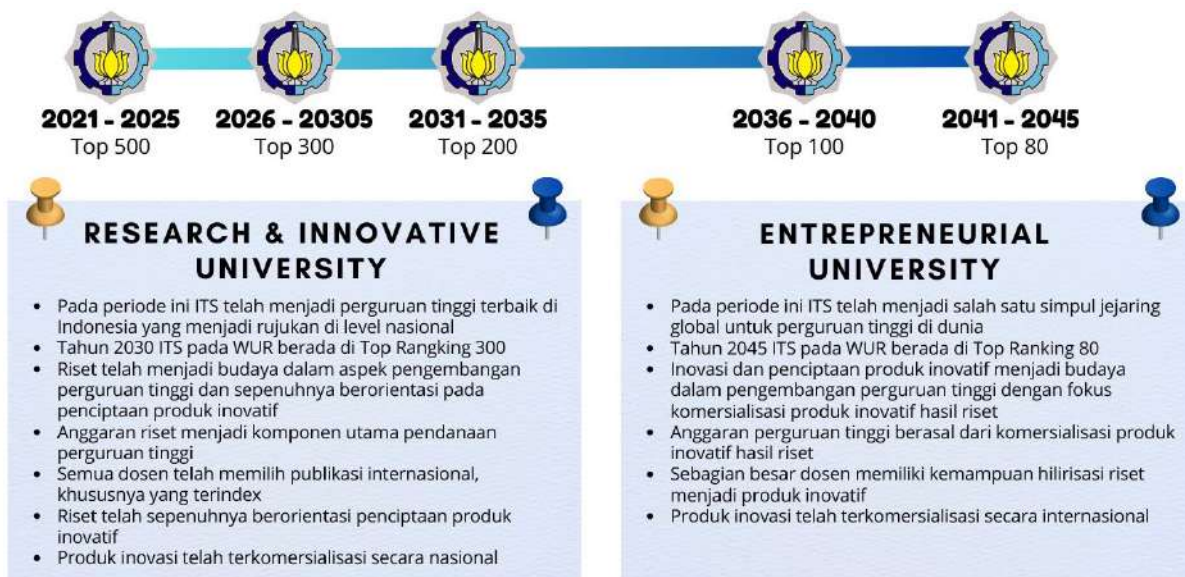 2021 - 2025
Top 500
2026 - 20305
Top 300
2031 - 2035
Top 200
2036 - 2040
Top 100
2041 - 2045
Top 80
RESEARCH & INNOVATIVE
UNIVERSITY
• Pada periode ini ITS telah menjadi perguruan tinggi terbaik di
Indonesia yang menjadi rujukan di level nasional
• Tahun 2030 ITS pada WUR berada di Top Rangking 300
• Riset telah menjadi budaya dalam aspek pengembangan
perguruan tinggi dan sepenuhnya berorientasi pada
penciptaan produk inovatif
• Anggaran riset menjadi komponen utama pendanaan
perguruan tinggi
• Semua dosen telah memilih publikasi internasional,
khususnya yang terindex
• Riset telah sepenuhnya berorientasi penciptaan produk
inovatif
• Produk inovasi telah terkomersialisasi secara nasional
ENTREPRENEURIAL
UNIVERSITY
• Pada periode ini ITS telah menjadi salah satu simpul jejaring
global untuk perguruan tinggi di dunia
• Tahun 2045 ITS pada WUR berada di Top Ranking 80
• Inovasi dan penciptaan produk inovatif menjadi budaya
dalam pengembangan perguruan tinggi dengan fokus
komersialisasi produk inovatif hasil riset
• Anggaran perguruan tinggi berasal dari komersialisasi produk
inovatif hasil riset
• Sebagian besar dosen memiliki kemampuan hilirisasi riset
menjadi produk inovatif
• Produk inovasi telah terkomersialisasi secara internasional